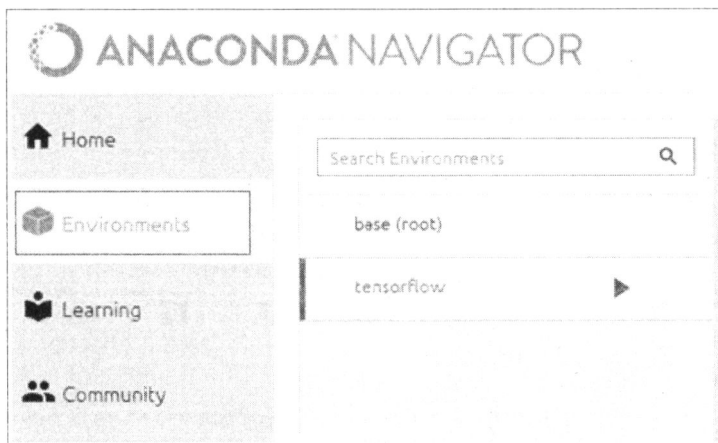 ANACONDA NAVIGATOR
Home
Environments
Learning
Community
Search Environments
base (root)
tensorflow